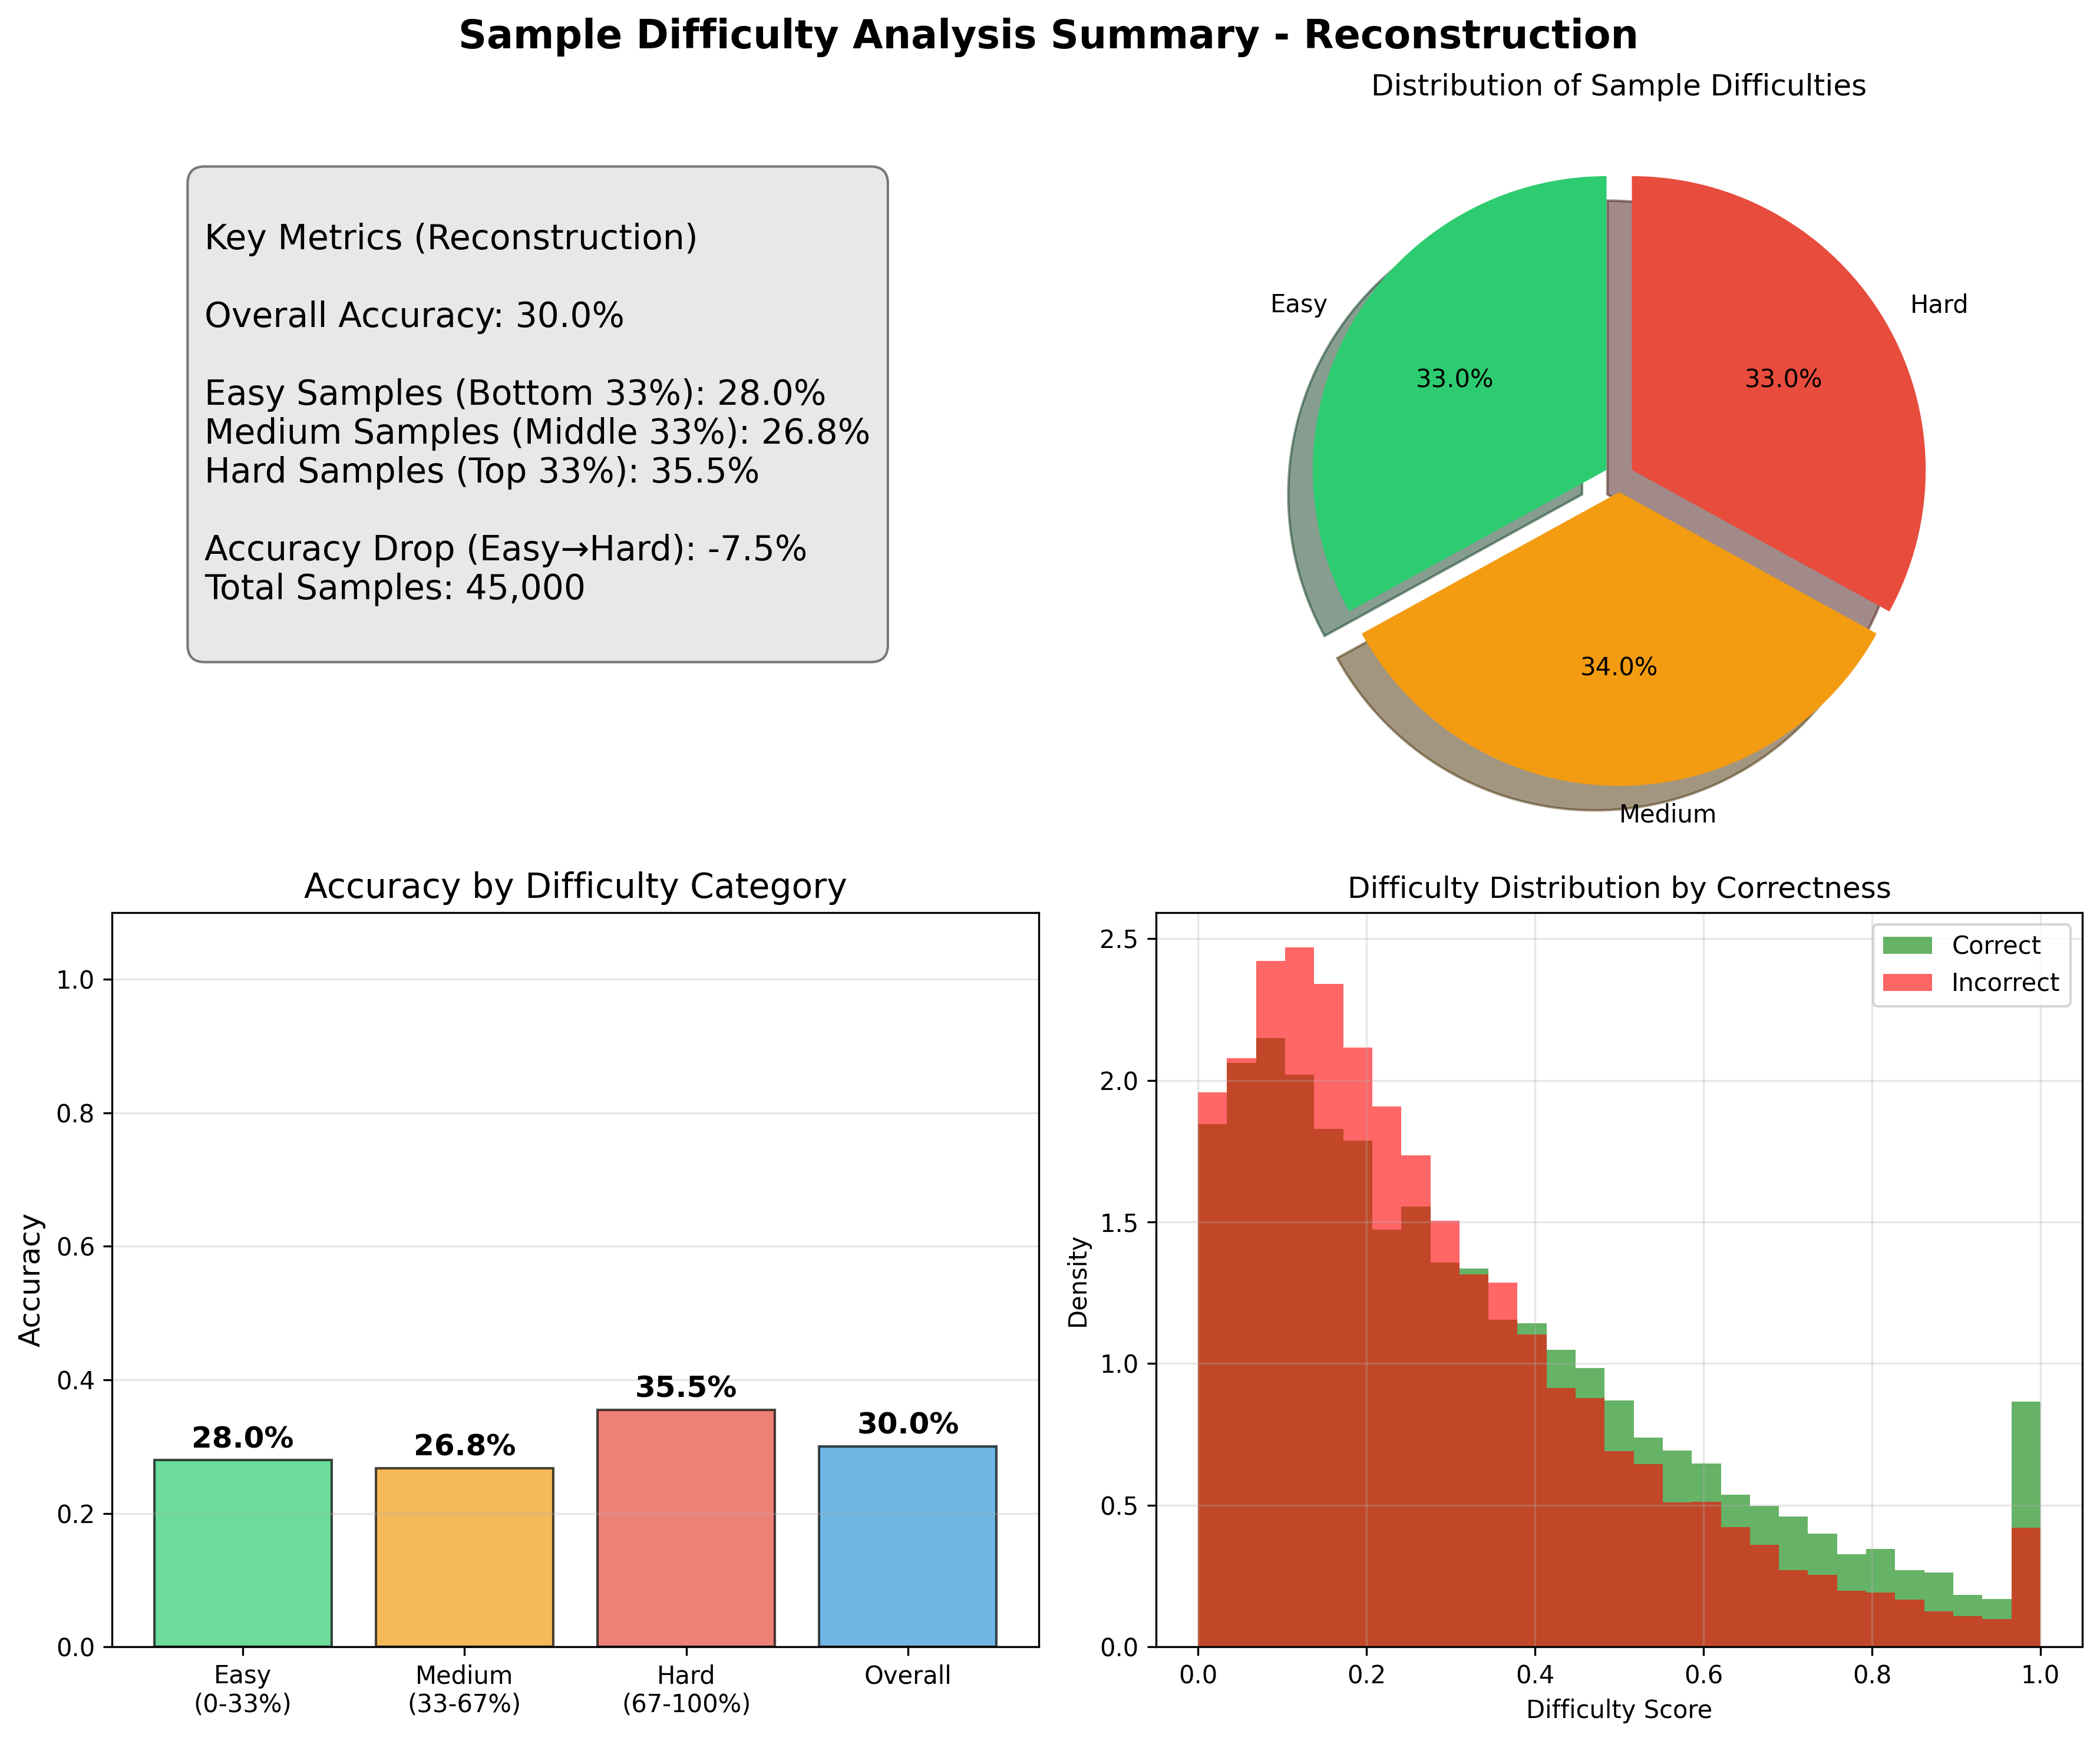 Sample Difficulty Analysis Summary - Reconstruction
Key Metrics (Reconstruction)
Overall Accuracy: 30.0%
Easy Samples (Bottom 33%): 28.0%
Medium Samples (Middle 33%): 26.8%
Hard Samples (Top 33%): 35.5%
Accuracy Drop (Easy→Hard): -7.5%
Total Samples: 45,000
Distribution of Sample Difficulties
Easy
Hard
33.0%
33.0%
34.0%
Medium
Accuracy by Difficulty Category
Accuracy
1.0
0.8
0.6
0.4
0.2
0.0
28.0%
26.8%
35.5%
30.0%
Easy
(0-33%)
Medium
(33-67%)
Hard
(67-100%)
Overall
Difficulty Distribution by Correctness
Correct
Incorrect
Density
2.5
2.0
1.5
1.0
0.5
0.0
0.0
0.2
0.4
0.6
0.8
1.0
Difficulty Score